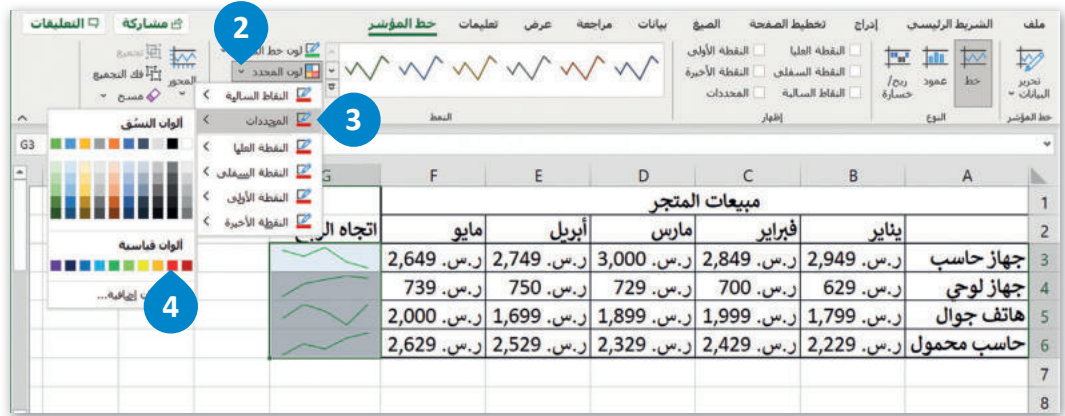 ملف الشريط الرئيسي إدراج تخطيط الصفحة الصيغ بيانات مراجعة عرض تعليمات خط المؤشر مشاركة التعليقات
2
تحرير البيانات
خط عمود ربح/خسارة
النقطة العليا النقطة الأولى
النقطة السفلى النقطة الأخيرة
النقاط السالبة المحددات
لون خط
لون المحدد
المحور
تجميع
فك التجميع
مسح
خط المؤشر النوع إظهار النمط
النقاط السالبة
المحددات
3
النقطة العليا
النقطة السفلى
النقطة الأولى
النقطة الأخيرة
ألوان النسق
ألوان قياسية
إضافية...
4
G3
A B C D E F G
1 مبيعات المتجر
2 يناير فبراير مارس أبريل مايو اتجاه
3 جهاز حاسب ر.س. 2,949 ر.س. 2,849 ر.س. 3,000 ر.س. 2,749 ر.س. 2,649
4 جهاز لوحي ر.س. 629 ر.س. 700 ر.س. 729 ر.س. 750 ر.س. 739
5 هاتف جوال ر.س. 1,799 ر.س. 1,999 ر.س. 1,899 ر.س. 1,699 ر.س. 2,000
6 حاسب محمول ر.س. 2,229 ر.س. 2,429 ر.س. 2,329 ر.س. 2,529 ر.س. 2,629
7
8